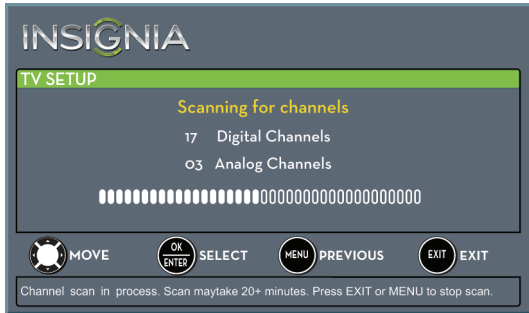 INSIGNIA
TV SETUP
Scanning for channels
17 Digital Channels
03 Analog Channels
MOVE OK ENTER SELECT MENU PREVIOUS EXIT EXIT
Channel scan in process. Scan maytake 20+ minutes. Press EXIT or MENU to stop scan.